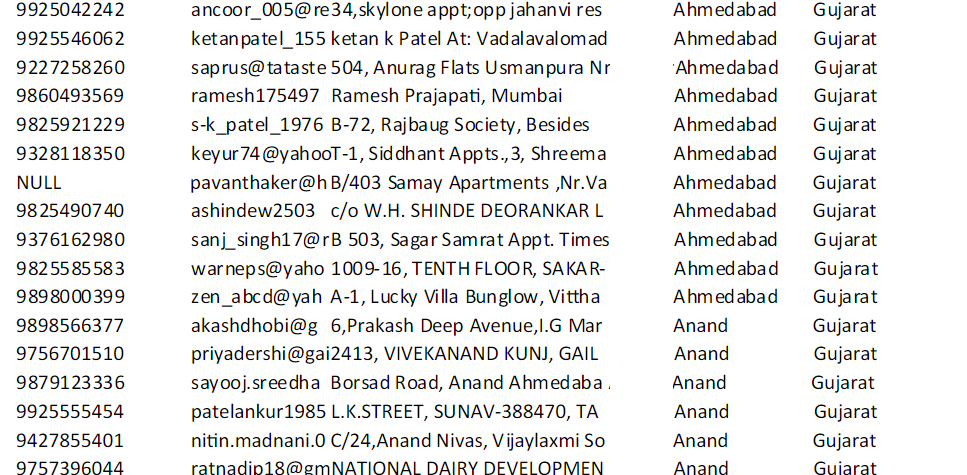 9925042242 ancoor_005@re34,skylone appt;opp jahanvi res Ahmedabad Gujarat
9925546062 ketanpatel_155 ketan k Patel At: Vadalavalomad Ahmedabad Gujarat
9227258260 saprus@tataste 504, Anurag Flats Usmanpura Nr Ahmedabad Gujarat
9860493569 ramesh175497 Ramesh Prajapati, Mumbai Ahmedabad Gujarat
9825921229 s-k_patel_1976 B-72, Rajbaug Society, Besides Ahmedabad Gujarat
9328118350 keyur74@yahooT-1, Siddhant Appts.,3, Shreema Ahmedabad Gujarat
NULL pavanthaker@h B/403 Samay Apartments ,Nr.Va Ahmedabad Gujarat
9825490740 ashindew2503 c/o W.H. SHINDE DEORANKAR L Ahmedabad Gujarat
9376162980 sanj_singh17@rB 503, Sagar Samrat Appt. Times Ahmedabad Gujarat
9825585583 warneps@yaho 1009-16, TENTH FLOOR, SAKAR- Ahmedabad Gujarat
9898000399 zen_abcd@yah A-1, Lucky Villa Bunglow, Vittha Ahmedabad Gujarat
9898566377 akashdhobi@g 6,Prakash Deep Avenue,I.G Mar Anand Gujarat
9756701510 priyadershi@gai2413, VIVEKANAND KUNJ, GAIL Anand Gujarat
9879123336 sayooj.sreedha Borsad Road, Anand Ahmedaba Anand Gujarat
9925555454 patelankur1985 L.K.STREET, SUNAV-388470, TA Anand Gujarat
9427855401 nitin.madnani.0 C/24,Anand Nivas, Vijaylaxmi So Anand Gujarat
9757396044 ratnadip18@gmNATIONAL DAIRY DEVELOPMEN Anand Gujarat